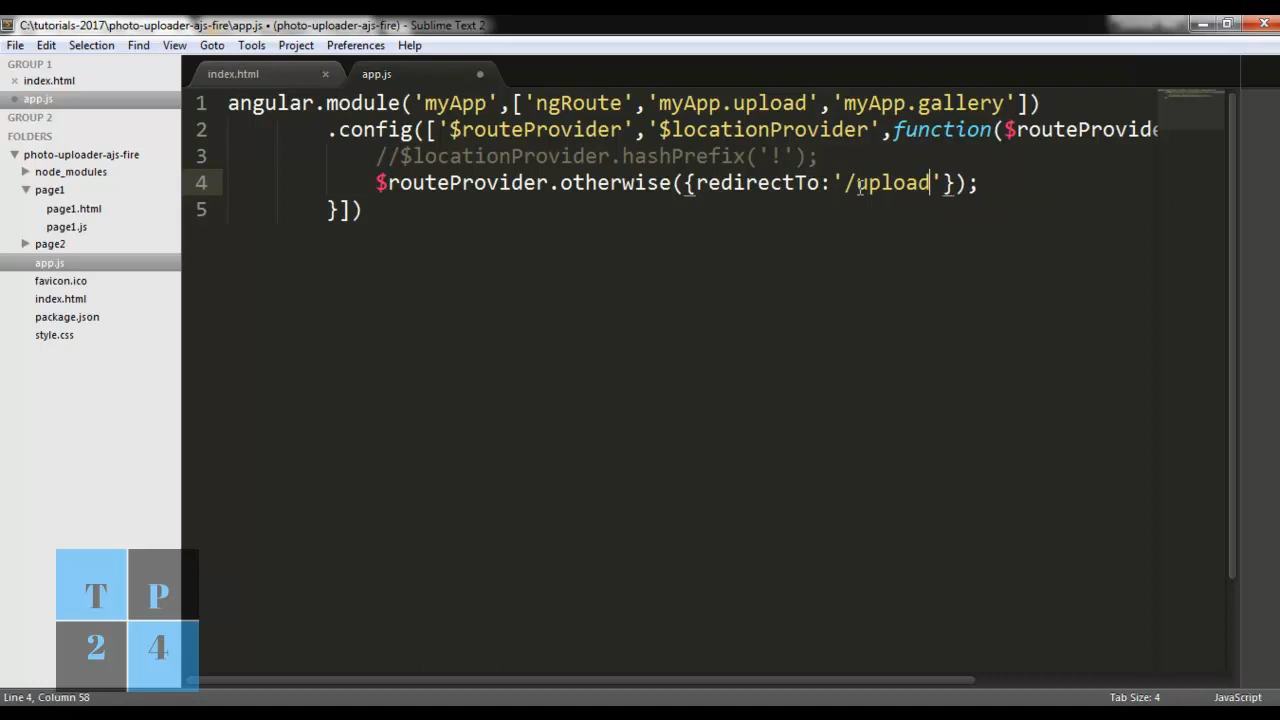 C:\tutorials-2017\photo-uploader-ajs-fire\app.js • (photo-uploader-ajs-fire) - Sublime Text 2
File Edit Selection Find View Goto Tools Project Preferences Help
GROUP 1
index.html
app.js
GROUP 2
FOLDERS
photo-uploader-ajs-fire
node_modules
page1
page1.html
page1.js
page2
app.js
favicon.ico
index.html
package.json
style.css
index.html app.js
1 angular.module('myApp',['ngRoute','myApp.upload','myApp.gallery'])
2 .config(['$routeProvider','$locationProvider',function($routeProvide
3 //$locationProvider.hashPrefix('!');
4 $routeProvider.otherwise({redirectTo:'/upload'});
5 }])
T P
2 4
Line 4, Column 58 Tab Size: 4 JavaScript